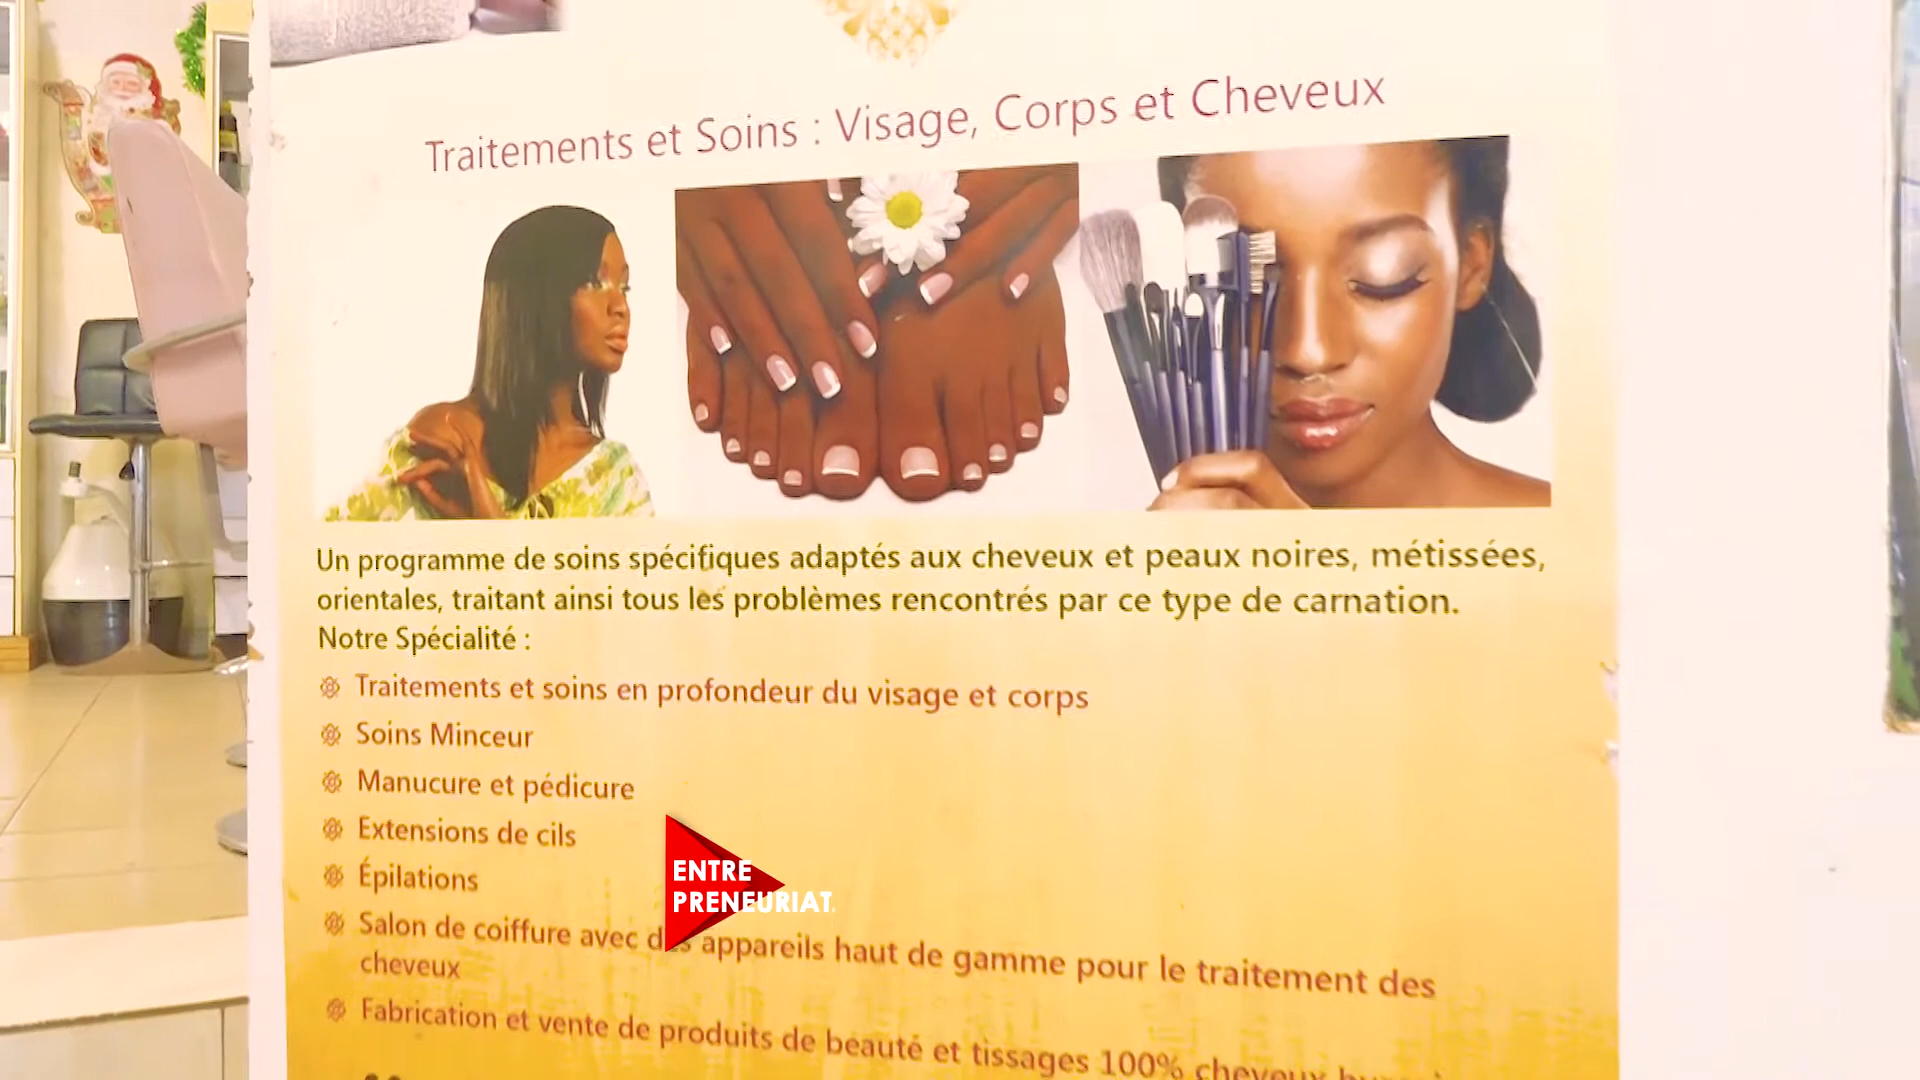 Traitements et Soins : Visage, Corps et Cheveux
Un programme de soins spécifiques adaptés aux cheveux et peaux noires, métissées,
orientales, traitant ainsi tous les problèmes rencontrés par ce type de carnation.
Notre Spécialité :
Traitements et soins en profondeur du visage et corps
Soins Minceur
Manucure et pédicure
Extensions de cils
Épilations
Salon de coiffure avec des appareils haut de gamme pour le traitement des
cheveux
Fabrication et vente de produits de beauté et tissages 100% cheveux
ENTRE
PRENEURIAT